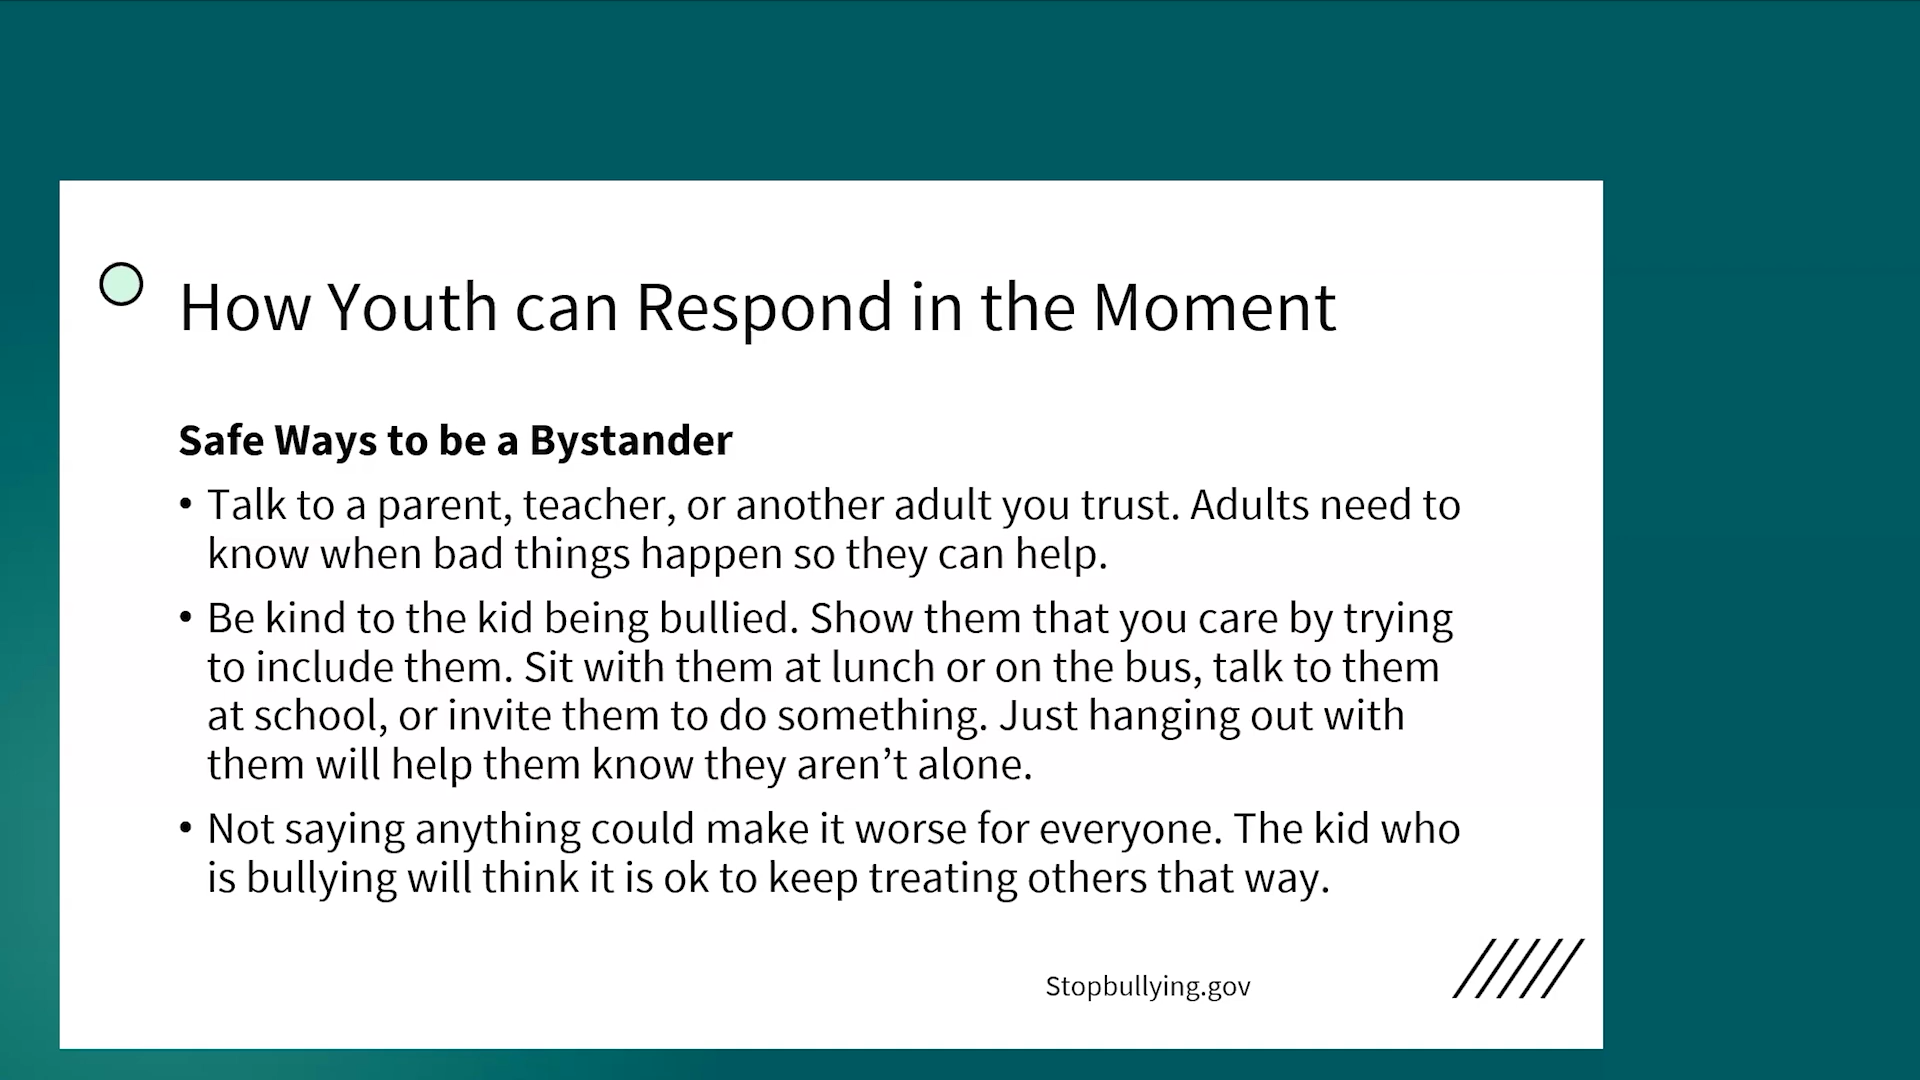 How Youth can Respond in the Moment
Safe Ways to be a Bystander
• Talk to a parent, teacher, or another adult you trust. Adults need to
know when bad things happen so they can help.
• Be kind to the kid being bullied. Show them that you care by trying
to include them. Sit with them at lunch or on the bus, talk to them
at school, or invite them to do something. Just hanging out with
them will help them know they aren’t alone.
• Not saying anything could make it worse for everyone. The kid who
is bullying will think it is ok to keep treating others that way.
Stopbullying.gov